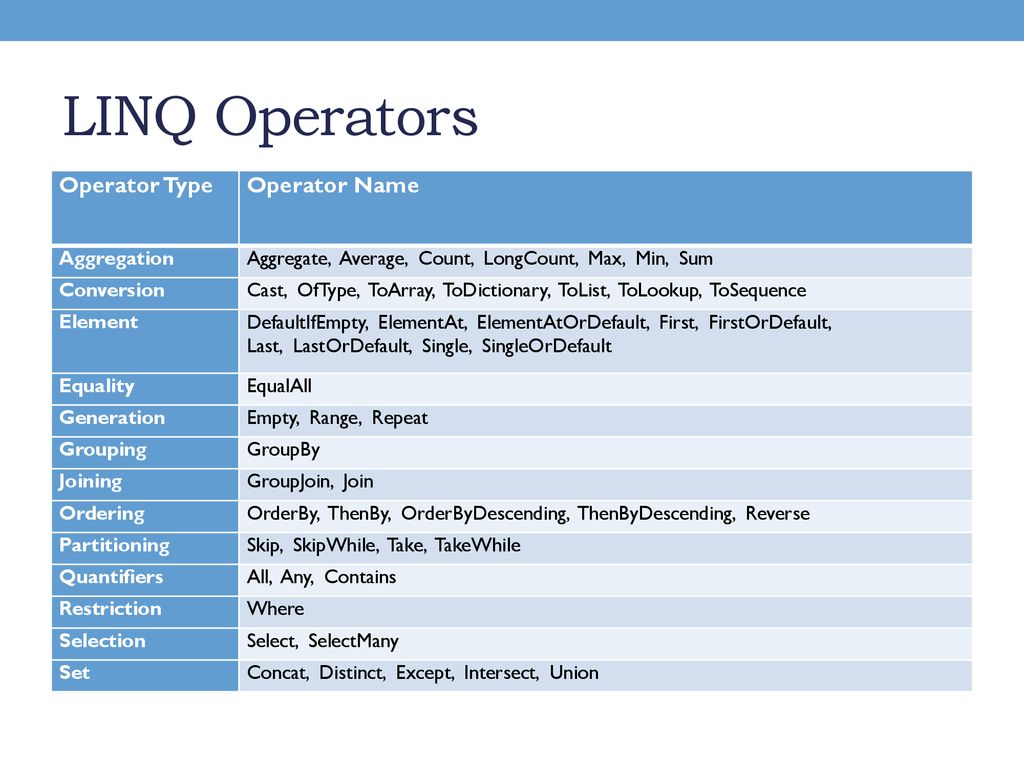 LINQ Operators
Operator Type Operator Name
Aggregation Aggregate, Average, Count, LongCount, Max, Min, Sum
Conversion Cast, OfType, ToArray, ToDictionary, ToList, ToLookup, ToSequence
Element DefaultIfEmpty, ElementAt, ElementAtOrDefault, First, FirstOrDefault,
Last, LastOrDefault, Single, SingleOrDefault
Equality EqualAll
Generation Empty, Range, Repeat
Grouping GroupBy
Joining GroupJoin, Join
Ordering OrderBy, ThenBy, OrderByDescending, ThenByDescending, Reverse
Partitioning Skip, SkipWhile, Take, TakeWhile
Quantifiers All, Any, Contains
Restriction Where
Selection Select, SelectMany
Set Concat, Distinct, Except, Intersect, Union